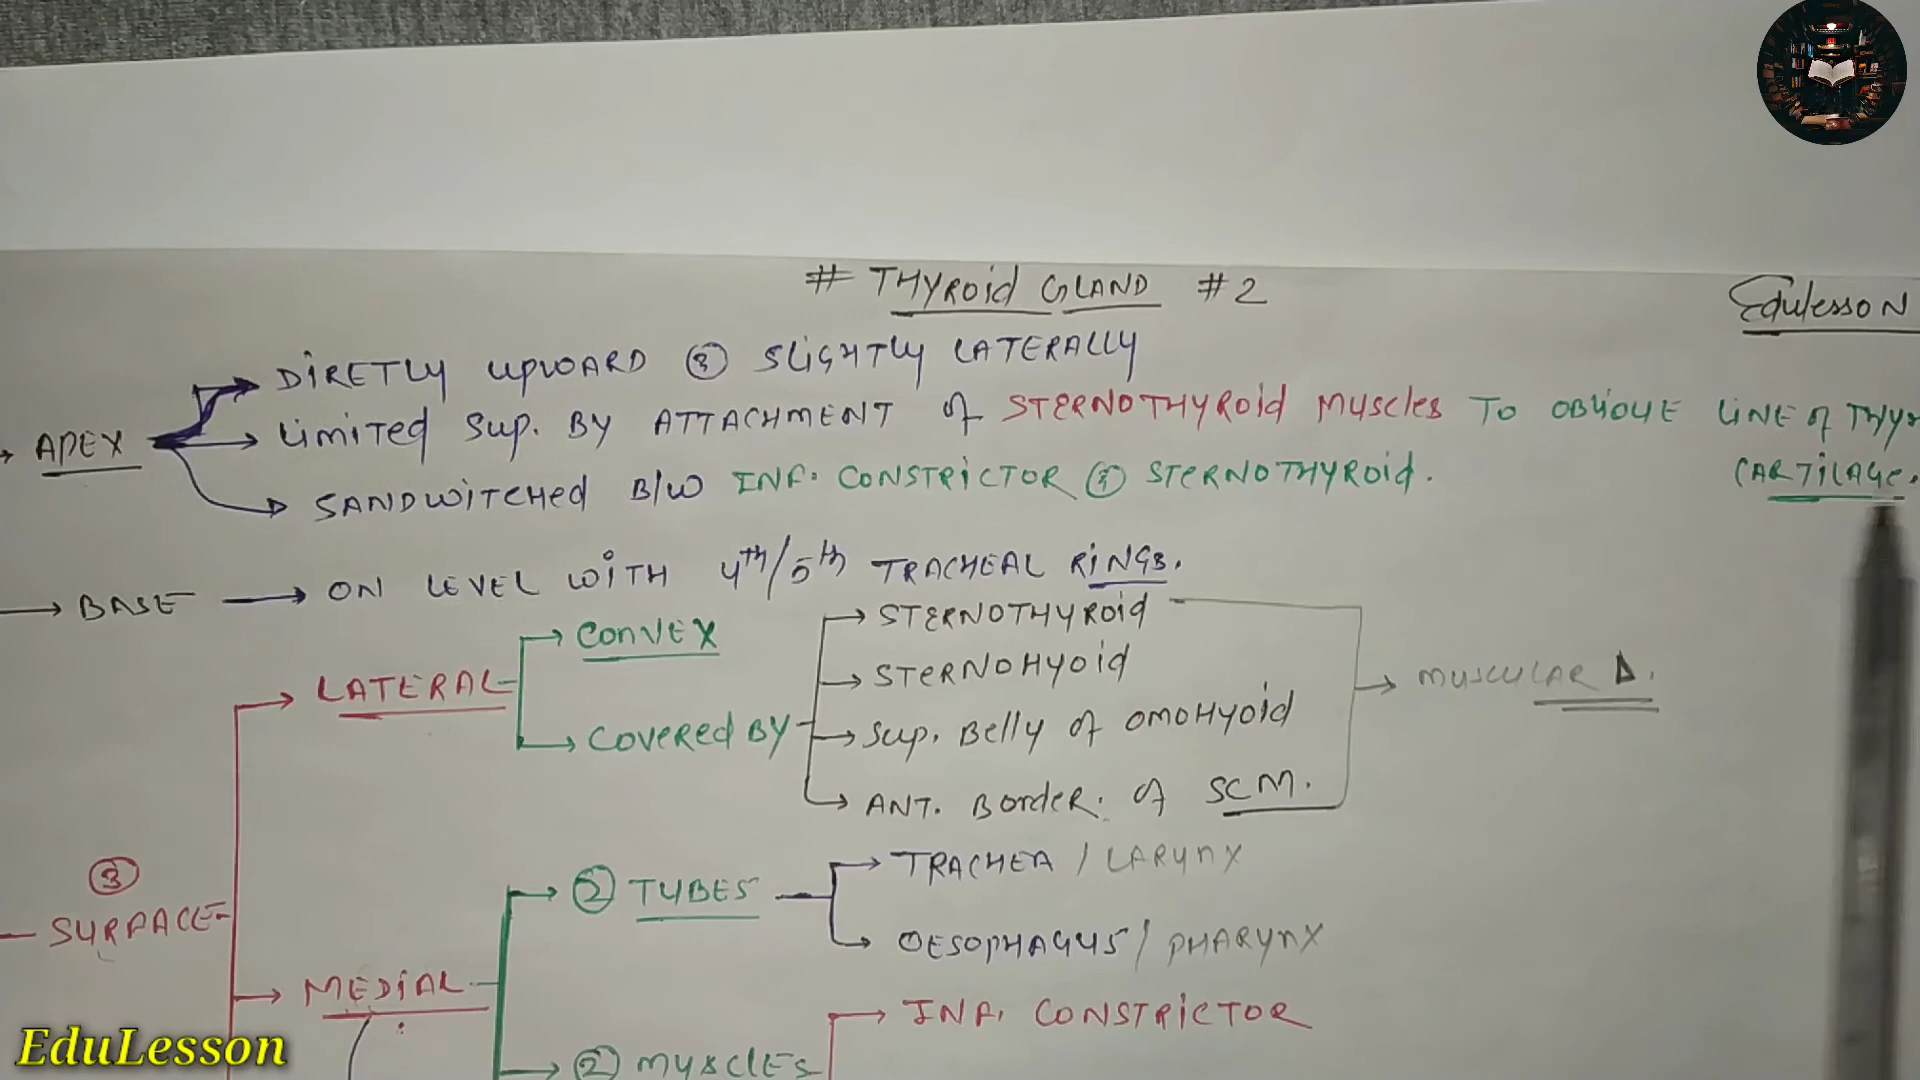 # THYROID GLAND #2
EdulessoN
APEX
DIRETLY UPWARD & SLIGHTLY LATERALLY
LIMITED SUP. BY ATTACHMENT of STERNOTHYROID MUSCLES TO OBLIOUE LINE of THYR
CARTILAGE.
SANDWITCHED B/W INF. CONSTRICTOR & STERNOTHYROID.
BASE → ON LEVEL WITH 4th/5th TRACHEAL RINGS.
③
SURFACE
LATERAL
CONVEX
COVERED BY
STERNOTHYROID
STERNOHYOID
SUP. Belly of OMOHYOID
ANT. BORDER. of SCM.
MUSCULAR Δ.
MEDIAL
② TUBES
TRACHEA / LARYNX
OESOPHAGUS / PHARYNX
② MUSCLES
INF. CONSTRICTOR
EduLesson